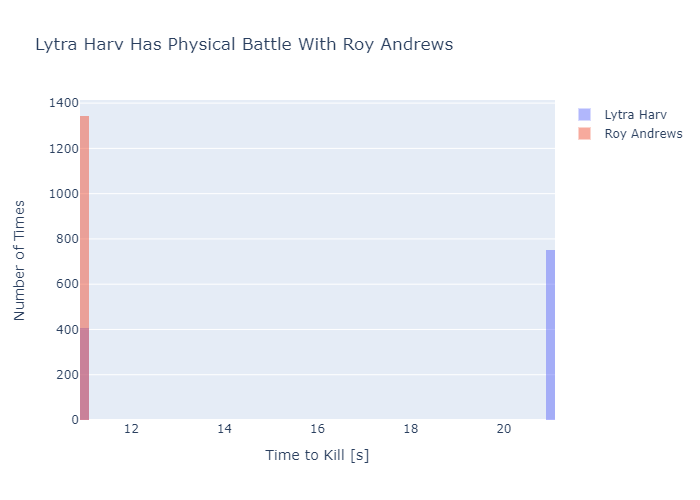 Lytra Harv Has Physical Battle With Roy Andrews
Lytra Harv
Roy Andrews
Number of Times
1400
1200
1000
800
600
400
200
0
12 14 16 18 20
Time to Kill [s]